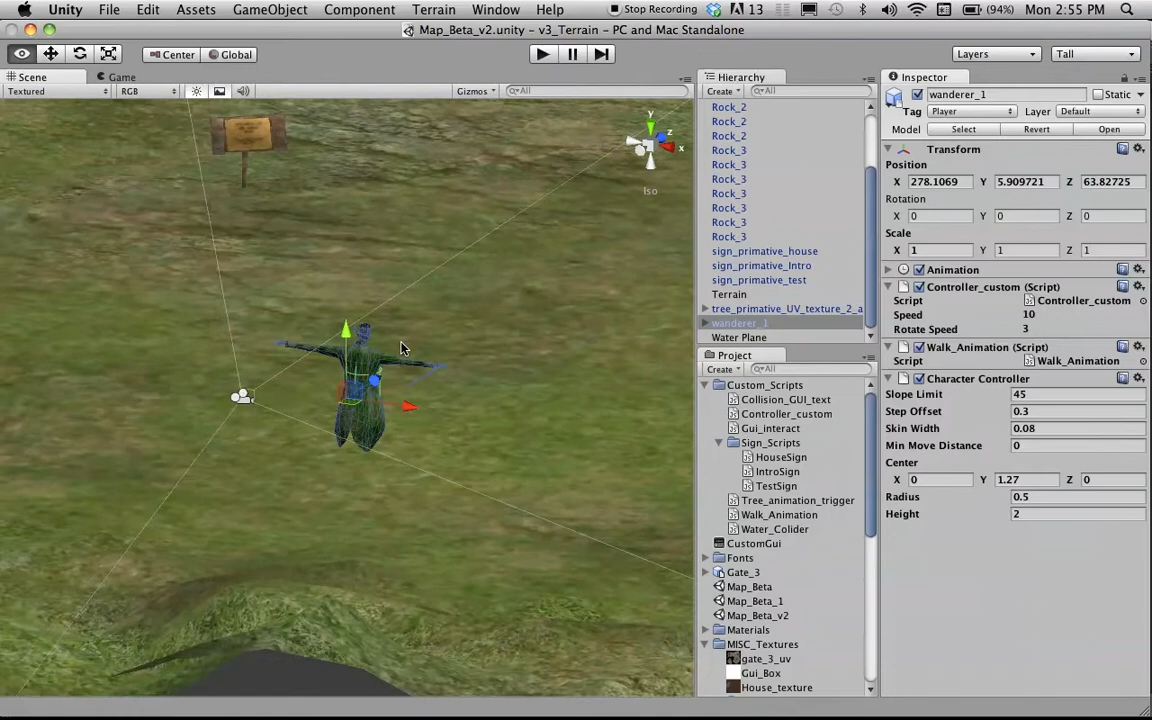 Unity File Edit Assets GameObject Component Terrain Window Help Stop Recording 13 (94%) Mon 2:55 PM
Map_Beta_v2.unity - v3_Terrain - PC and Mac Standalone
Center Global Layers Tall
Scene Game
Textured RGB Gizmos All
y
z
x
Iso
Hierarchy
Create All
Rock_2
Rock_2
Rock_2
Rock_3
Rock_3
Rock_3
Rock_3
Rock_3
Rock_3
Rock_3
sign_primative_house
sign_primative_Intro
sign_primative_test
Terrain
tree_primative_UV_texture_2_a
wanderer_1
Water Plane
Project
Create All
Custom_Scripts
Collision_GUI_text
Controller_custom
Gui_interact
Sign_Scripts
HouseSign
IntroSign
TestSign
Tree_animation_trigger
Walk_Animation
Water_Colider
CustomGui
Fonts
Gate_3
Map_Beta
Map_Beta_1
Map_Beta_v2
Materials
MISC_Textures
gate_3_uv
Gui_Box
House_texture
Inspector
wanderer_1 Static
Tag Player Layer Default
Model Select Revert Open
Transform
Position
X 278.1069 Y 5.909721 Z 63.82725
Rotation
X 0 Y 0 Z 0
Scale
X 1 Y 1 Z 1
Animation
Controller_custom (Script)
Script Controller_custom
Speed 10
Rotate Speed 3
Walk_Animation (Script)
Script Walk_Animation
Character Controller
Slope Limit 45
Step Offset 0.3
Skin Width 0.08
Min Move Distance 0
Center
X 0 Y 1.27 Z 0
Radius 0.5
Height 2